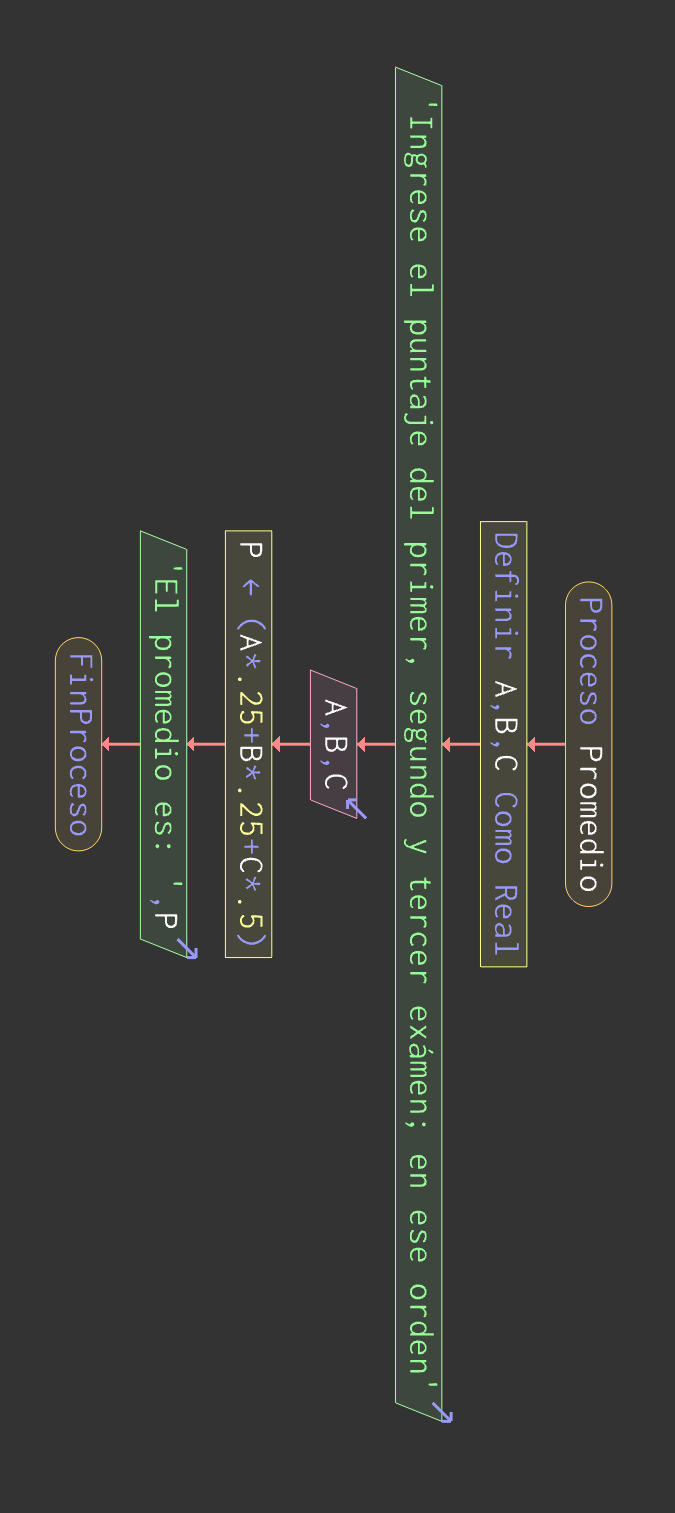 Proceso Promedio
Definir A,B,C Como Real
'Ingrese el puntaje del primer, segundo y tercer exámen; en ese orden'
A,B,C
P ← (A*.25+B*.25+C*.5)
'El promedio es: ',P
FinProceso